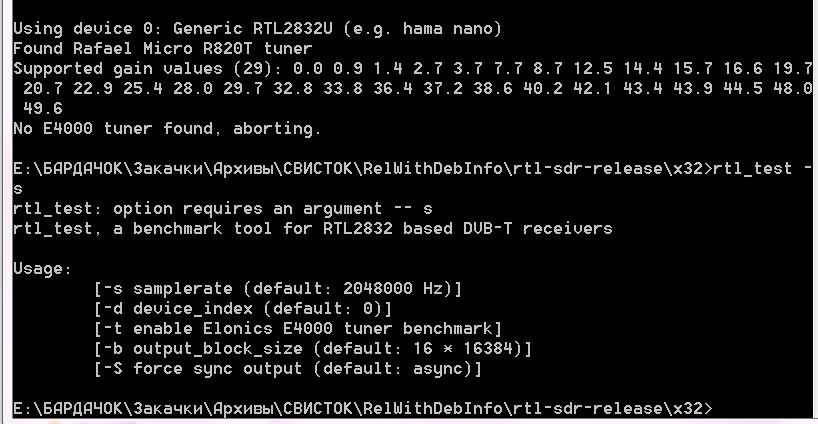 Using device 0: Generic RTL2832U (e.g. hama nano)
Found Rafael Micro R820T tuner
Supported gain values (29): 0.0 0.9 1.4 2.7 3.7 7.7 8.7 12.5 14.4 15.7 16.6 19.7
20.7 22.9 25.4 28.0 29.7 32.8 33.8 36.4 37.2 38.6 40.2 42.1 43.4 43.9 44.5 48.0
49.6
No E4000 tuner found, aborting.
E:\БАРДАЧОК\Закачки\Архивы\СВИСТОК\RelWithDebInfo\rtl-sdr-release\x32>rtl_test -
s
rtl_test: option requires an argument -- s
rtl_test, a benchmark tool for RTL2832 based DVB-T receivers
Usage:
[-s samplerate (default: 2048000 Hz)]
[-d device_index (default: 0)]
[-t enable Elonics E4000 tuner benchmark]
[-b output_block_size (default: 16 * 16384)]
[-S force sync output (default: async)]
E:\БАРДАЧОК\Закачки\Архивы\СВИСТОК\RelWithDebInfo\rtl-sdr-release\x32>